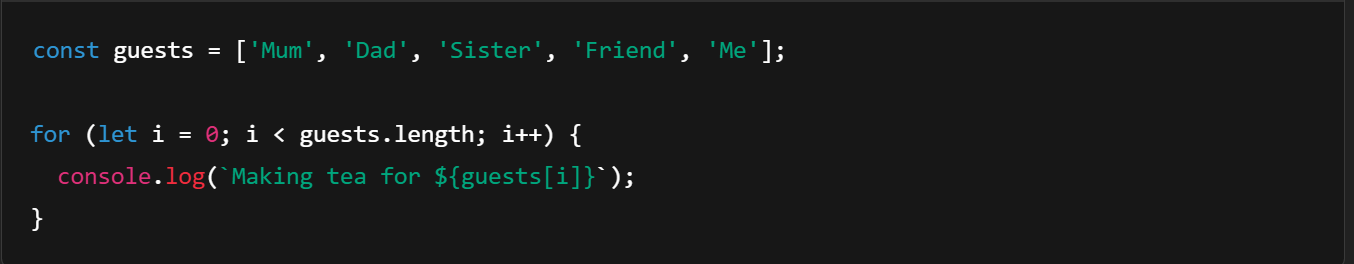 const guests = ['Mum', 'Dad', 'Sister', 'Friend', 'Me'];
for (let i = 0; i < guests.length; i++) {
  console.log(`Making tea for ${guests[i]}`);
}